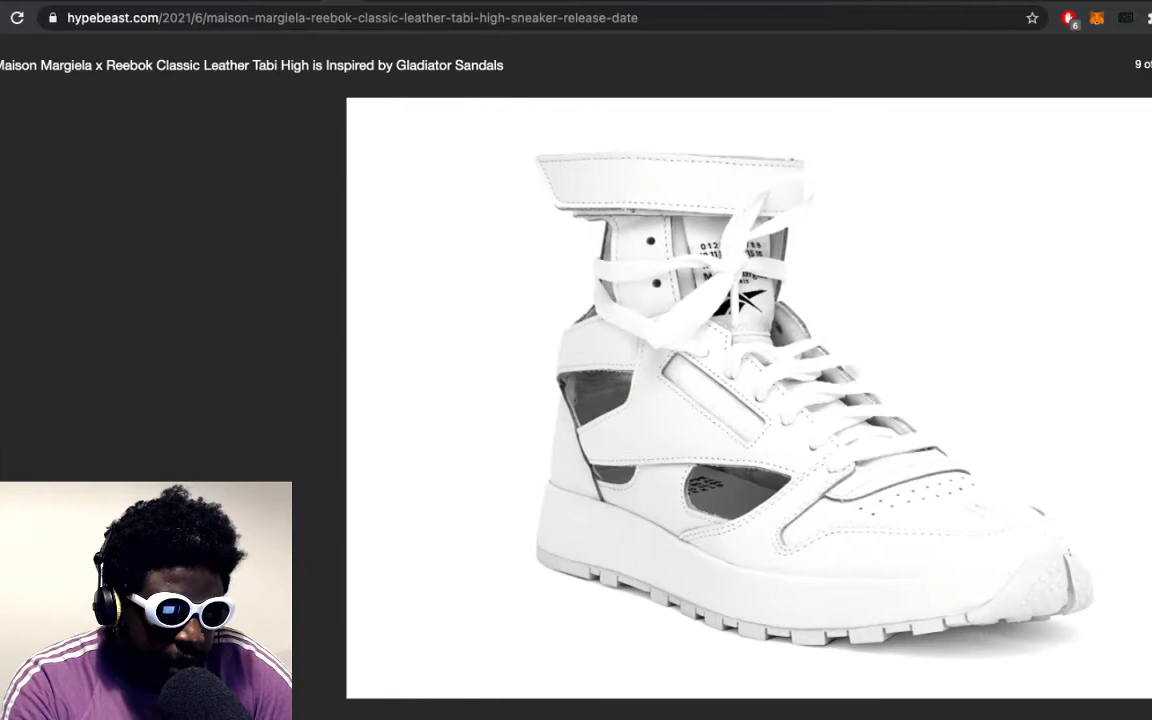 hypebeast.com/2021/6/maison-margiela-reebok-classic-leather-tabi-high-sneaker-release-date
6
Maison Margiela x Reebok Classic Leather Tabi High is Inspired by Gladiator Sandals
9 of